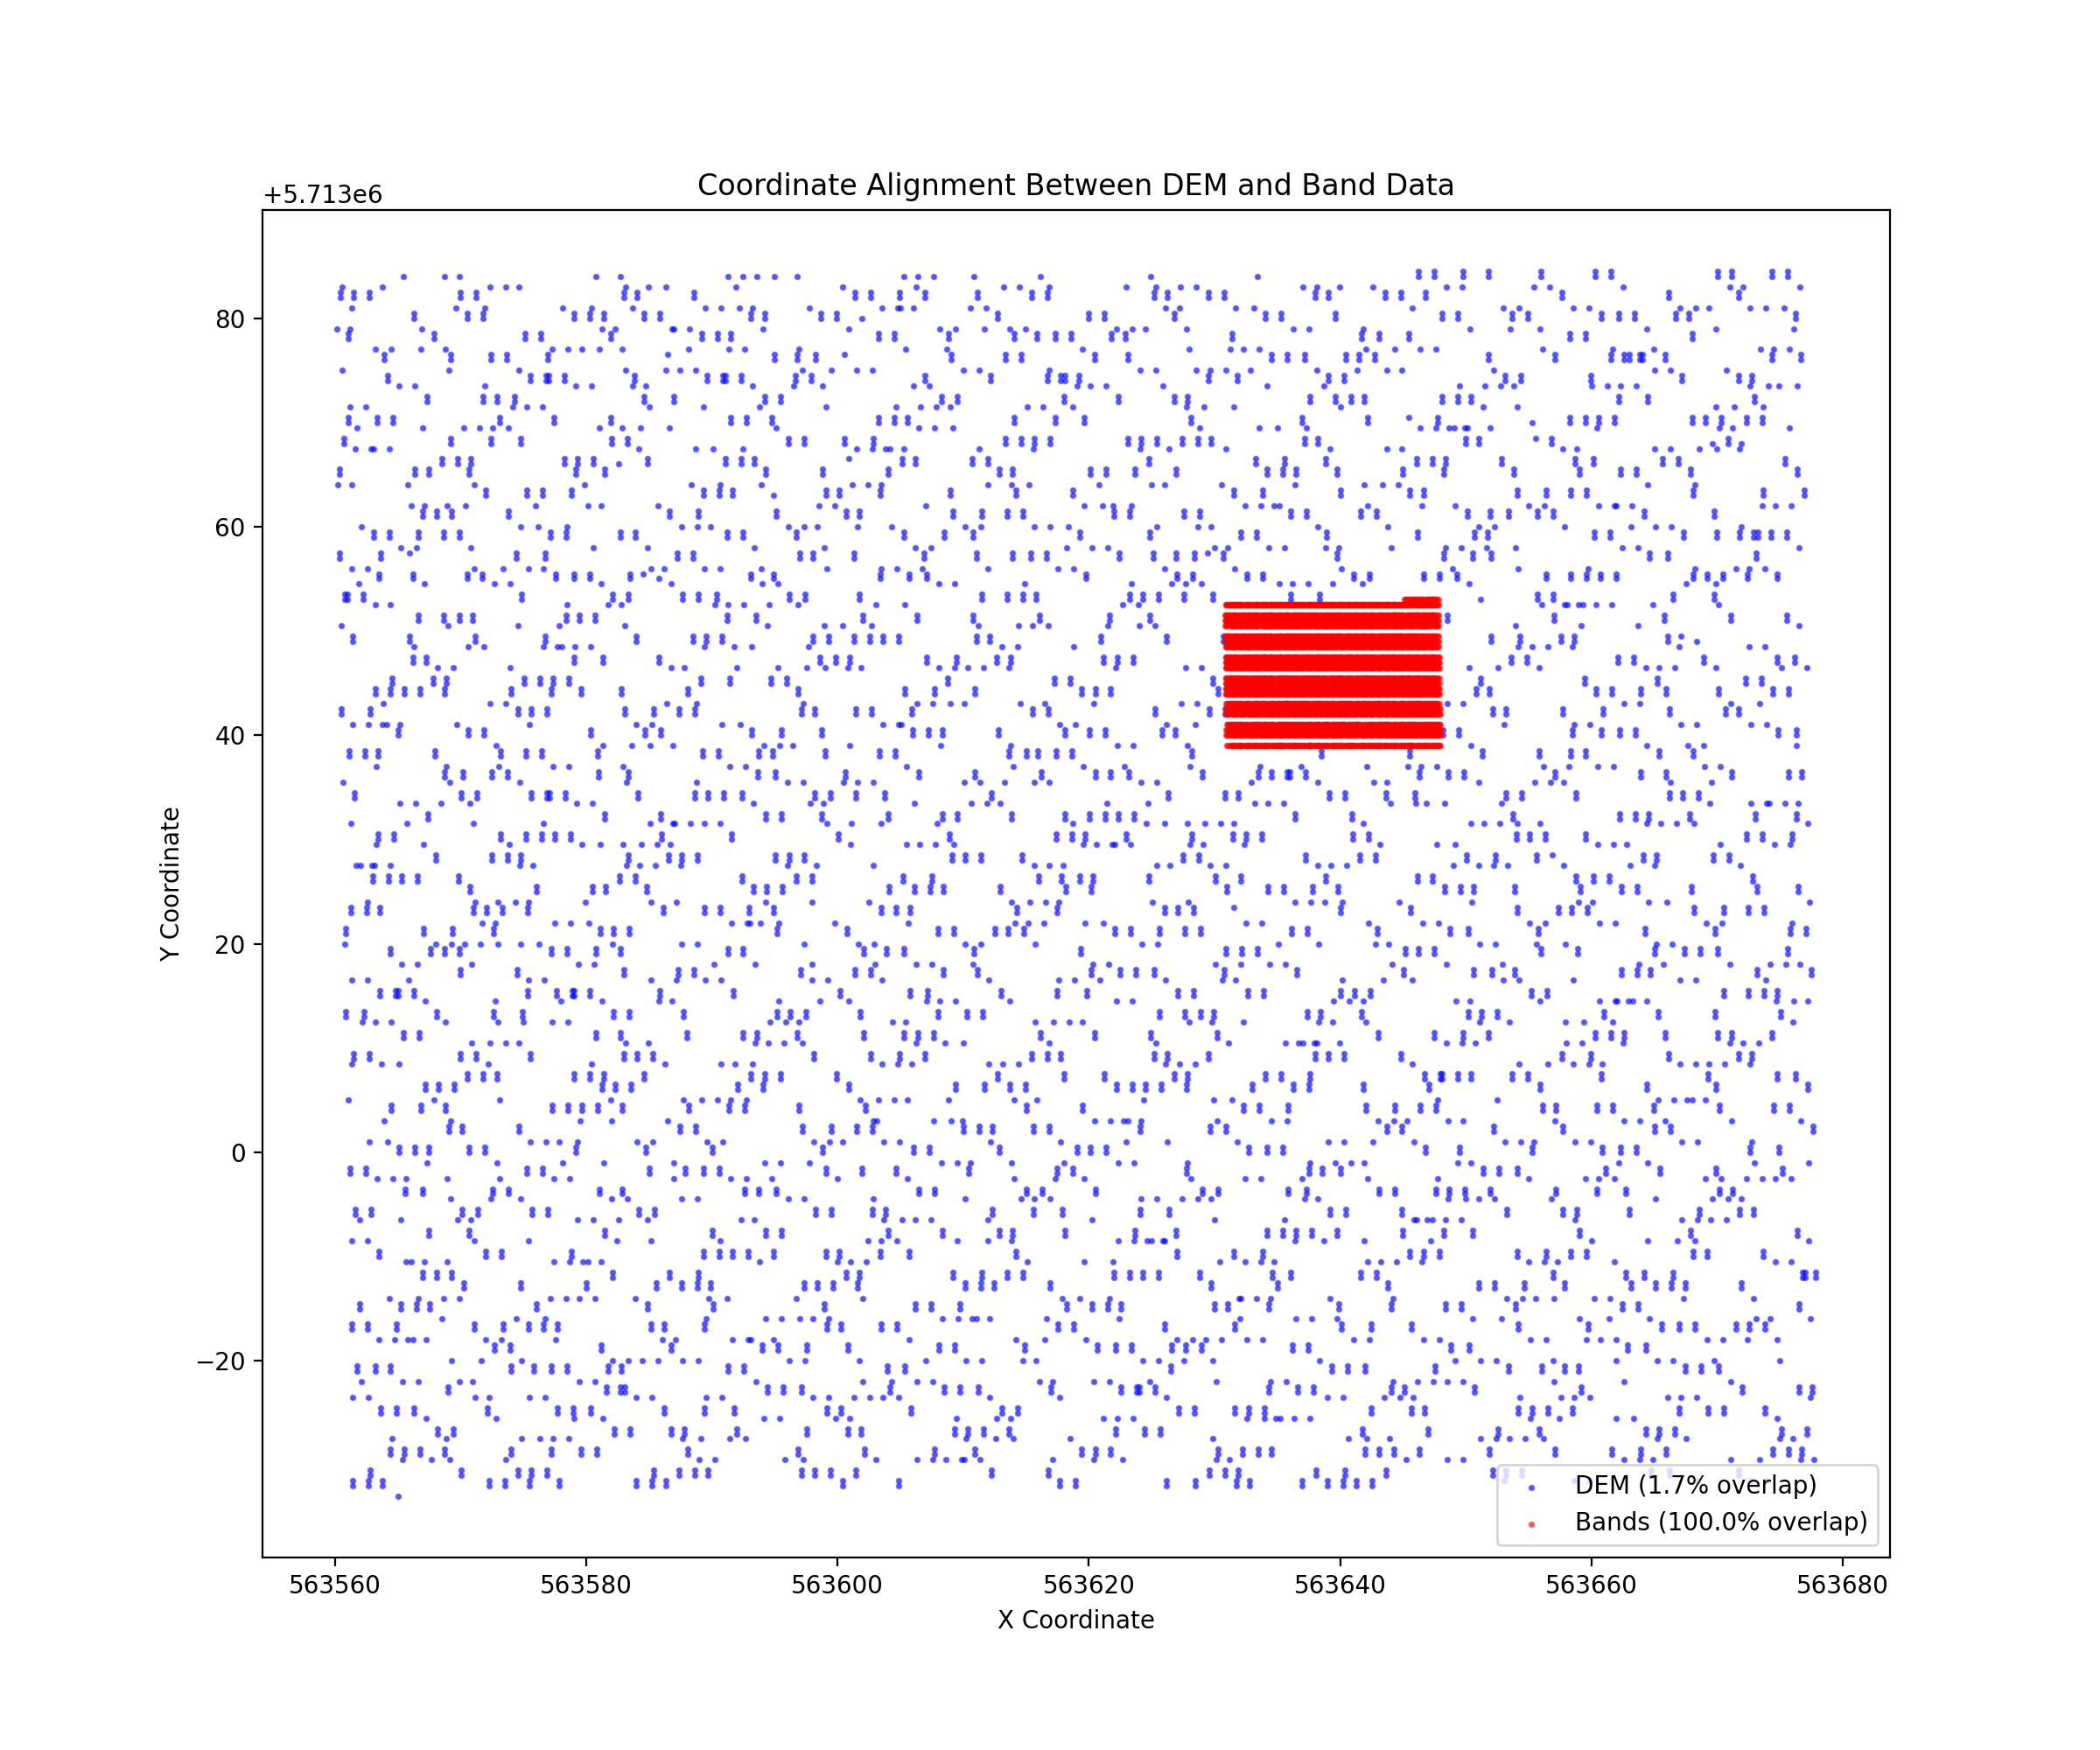 Coordinate Alignment Between DEM and Band Data
+5.713e6
80
60
40
20
0
−20
Y Coordinate
563560 563580 563600 563620 563640 563660 563680
X Coordinate
DEM (1.7% overlap)
Bands (100.0% overlap)